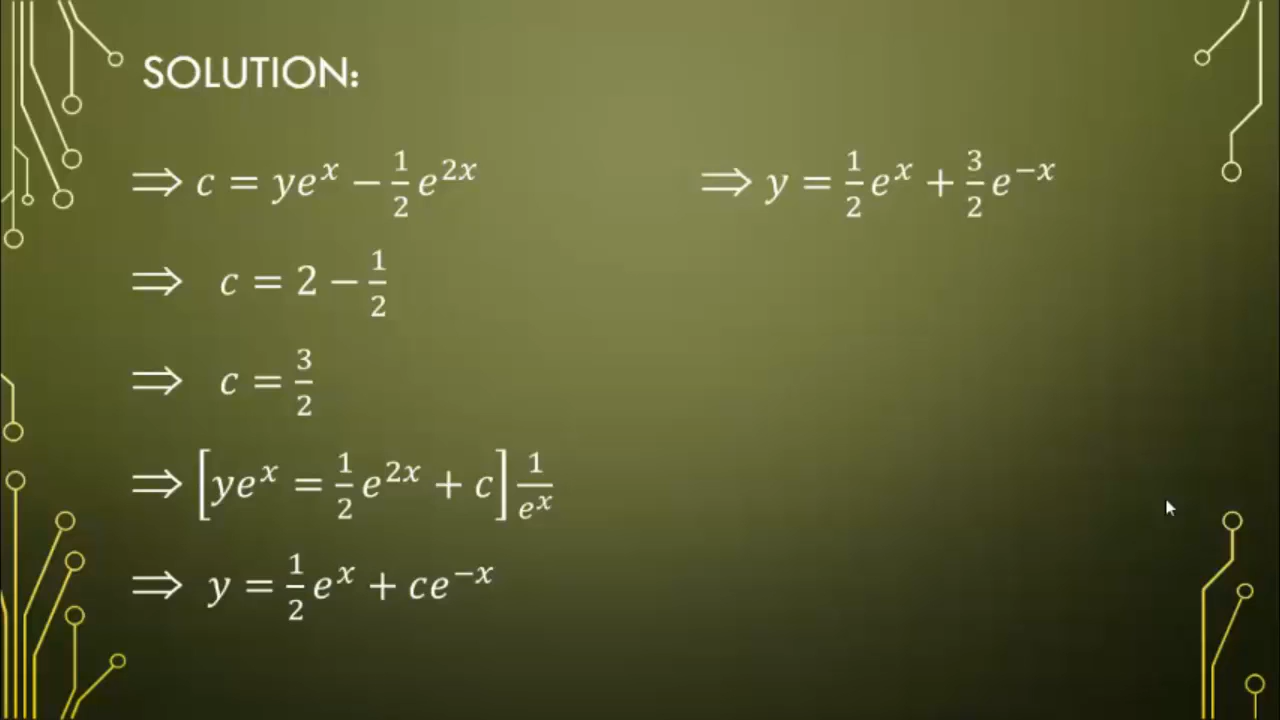 SOLUTION:
⟹ c = ye^x − 1/2 e^{2x}
⟹ c = 2 − 1/2
⟹ c = 3/2
⟹ [ye^x = 1/2 e^{2x} + c] 1/e^x
⟹ y = 1/2 e^x + ce^{−x}
⟹ y = 1/2 e^x + 3/2 e^{−x}